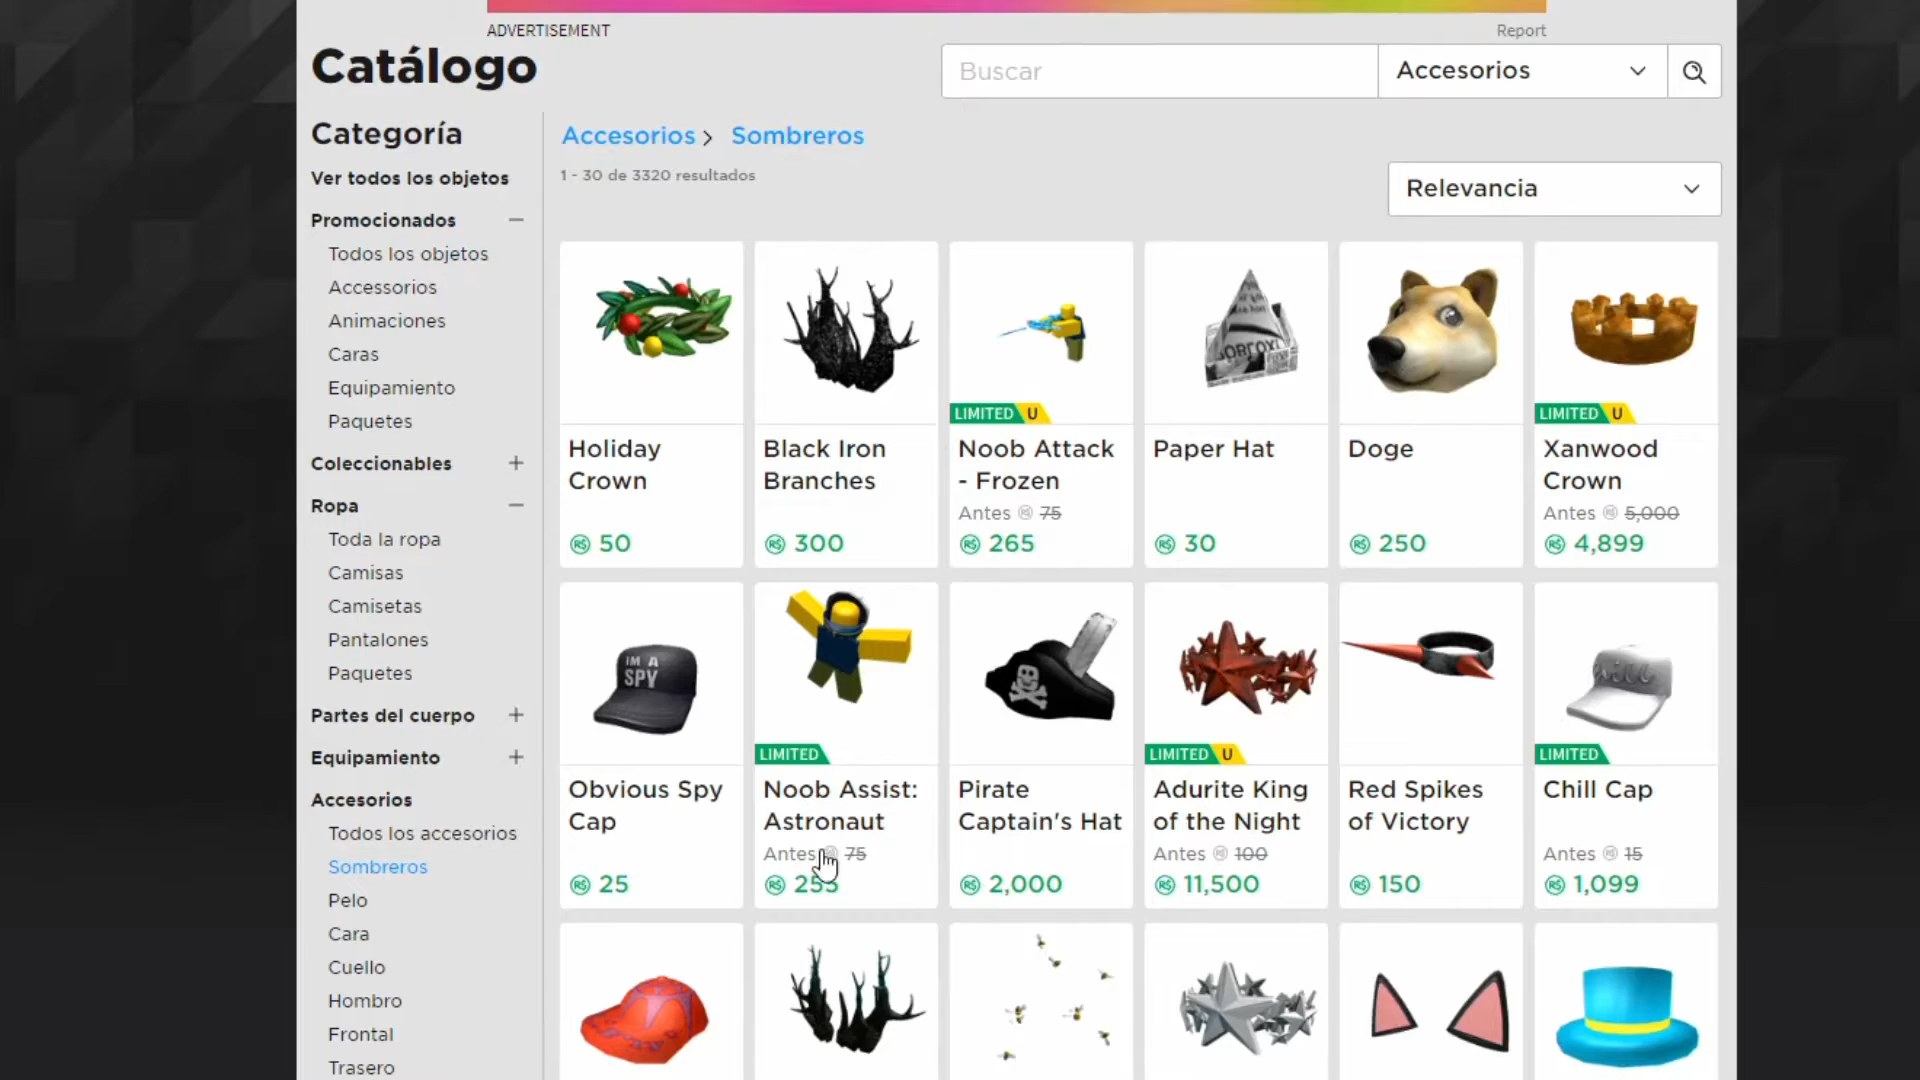 ADVERTISEMENT
Report
Catálogo
Buscar
Accesorios
Categoría
Ver todos los objetos
Promocionados
Todos los objetos
Accessorios
Animaciones
Caras
Equipamiento
Paquetes
Coleccionables
Ropa
Toda la ropa
Camisas
Camisetas
Pantalones
Paquetes
Partes del cuerpo
Equipamiento
Accesorios
Todos los accesorios
Sombreros
Pelo
Cara
Cuello
Hombro
Frontal
Trasero
Accesorios > Sombreros
1 - 30 de 3320 resultados
Relevancia
Holiday
Crown
R$ 50
Black Iron
Branches
R$ 300
LIMITED U
Noob Attack
- Frozen
Antes R$ 75
R$ 265
ROBLOX!
Paper Hat
R$ 30
Doge
R$ 250
LIMITED U
Xanwood
Crown
Antes R$ 5,000
R$ 4,899
IM A
SPY
Obvious Spy
Cap
R$ 25
LIMITED
Noob Assist:
Astronaut
Antes 75
R$ 255
Pirate
Captain's Hat
R$ 2,000
LIMITED U
Adurite King
of the Night
Antes R$ 100
R$ 11,500
Red Spikes
of Victory
R$ 150
chill
LIMITED
Chill Cap
Antes R$ 15
R$ 1,099